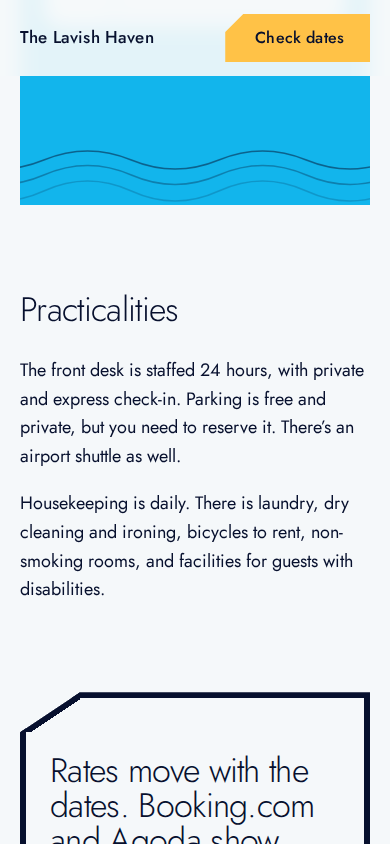 The Lavish Haven
Check dates
Practicalities
The front desk is staffed 24 hours, with private
and express check-in. Parking is free and
private, but you need to reserve it. There’s an
airport shuttle as well.
Housekeeping is daily. There is laundry, dry
cleaning and ironing, bicycles to rent, non-
smoking rooms, and facilities for guests with
disabilities.
Rates move with the
dates. Booking.com
and Agoda show